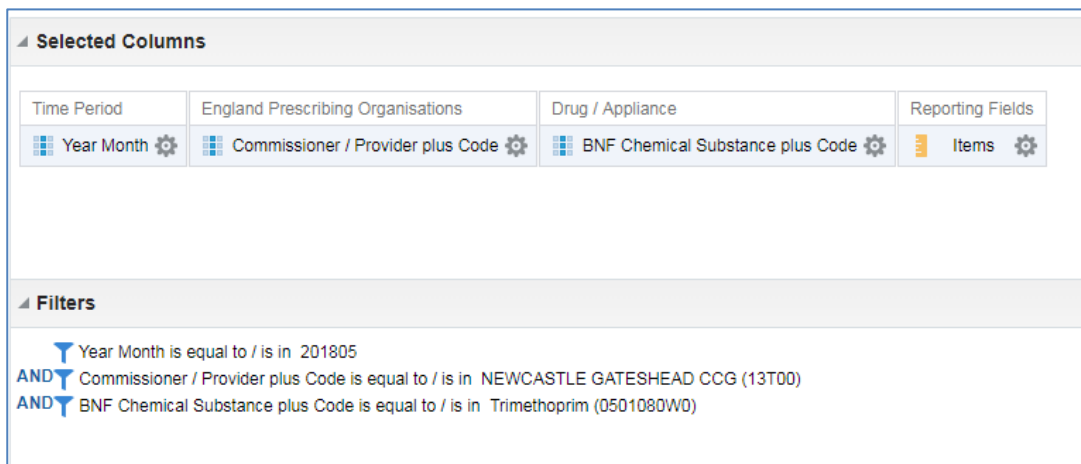 Selected Columns
Time Period England Prescribing Organisations Drug / Appliance Reporting Fields
Year Month Commissioner / Provider plus Code BNF Chemical Substance plus Code Items
Filters
Year Month is equal to / is in 201805
AND Commissioner / Provider plus Code is equal to / is in NEWCASTLE GATESHEAD CCG (13T00)
AND BNF Chemical Substance plus Code is equal to / is in Trimethoprim (0501080W0)